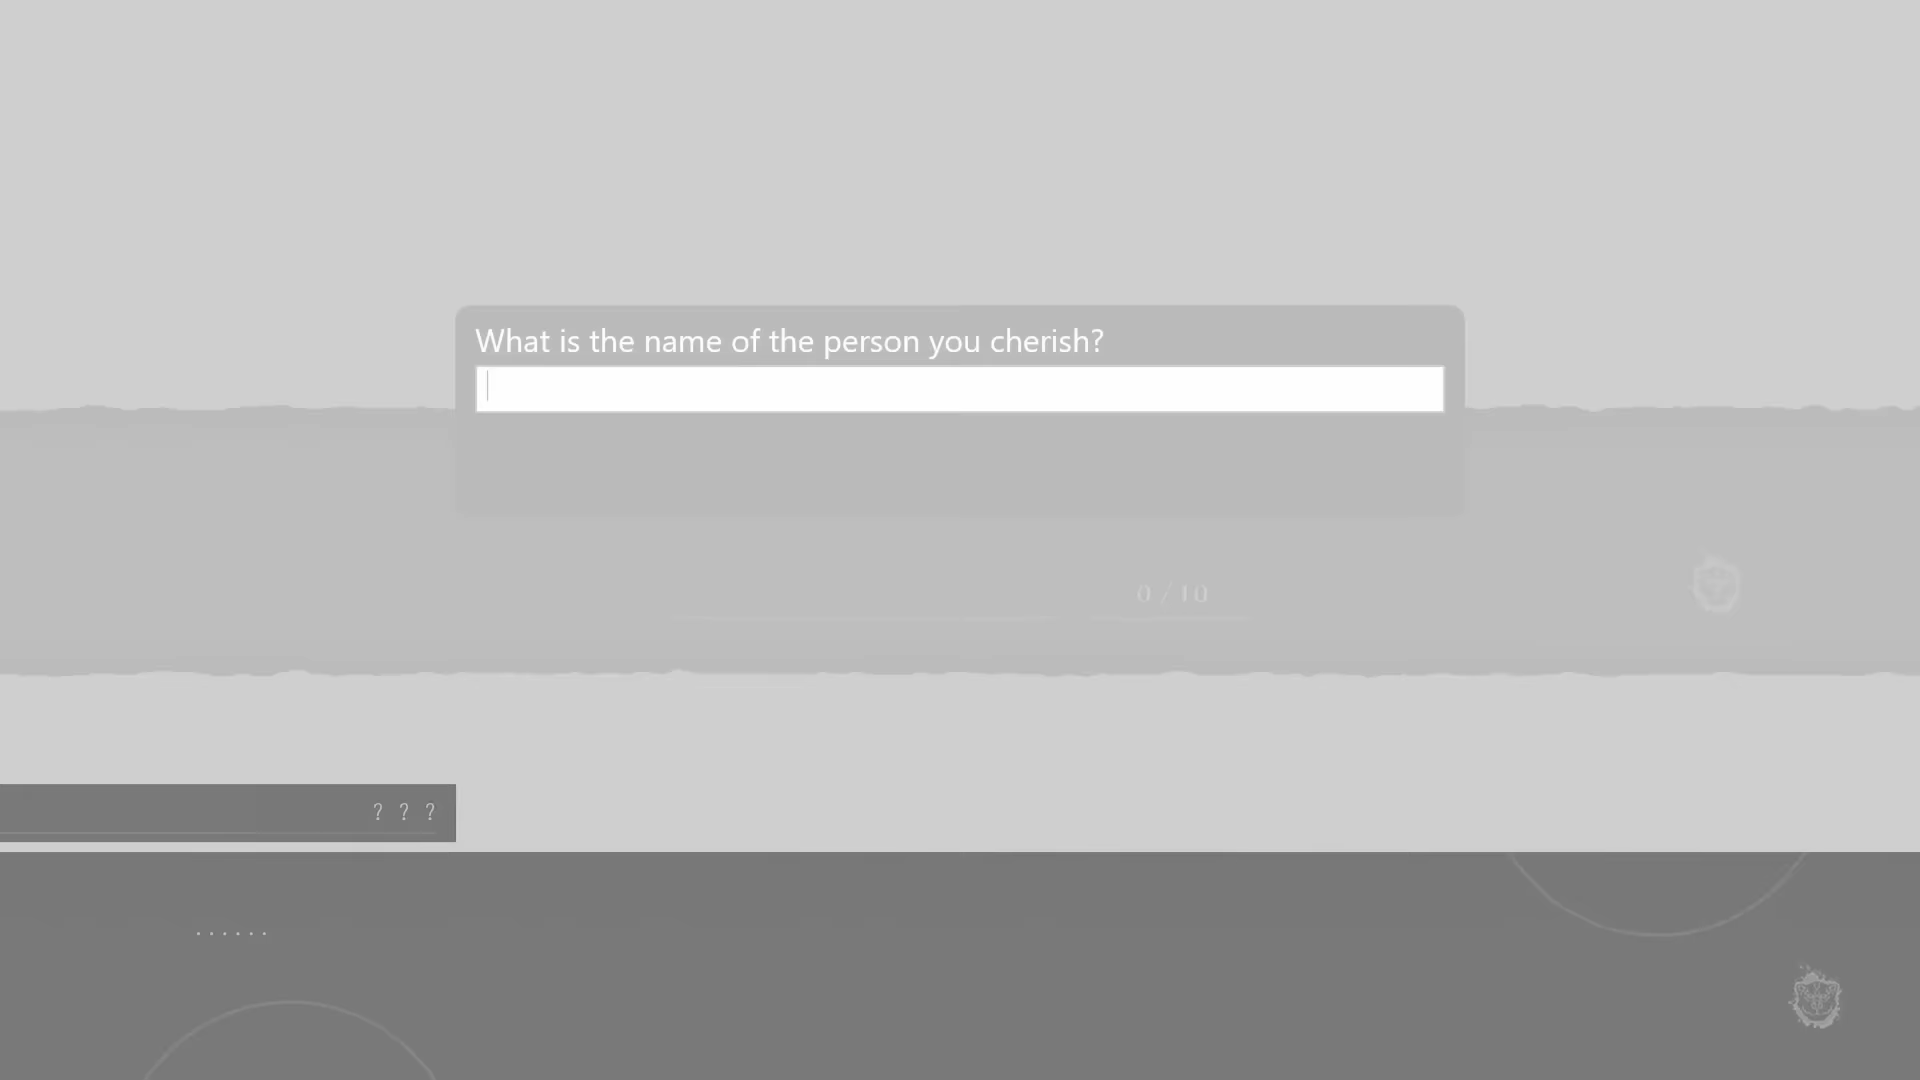 What is the name of the person you cherish?
0/10
? ? ?
......